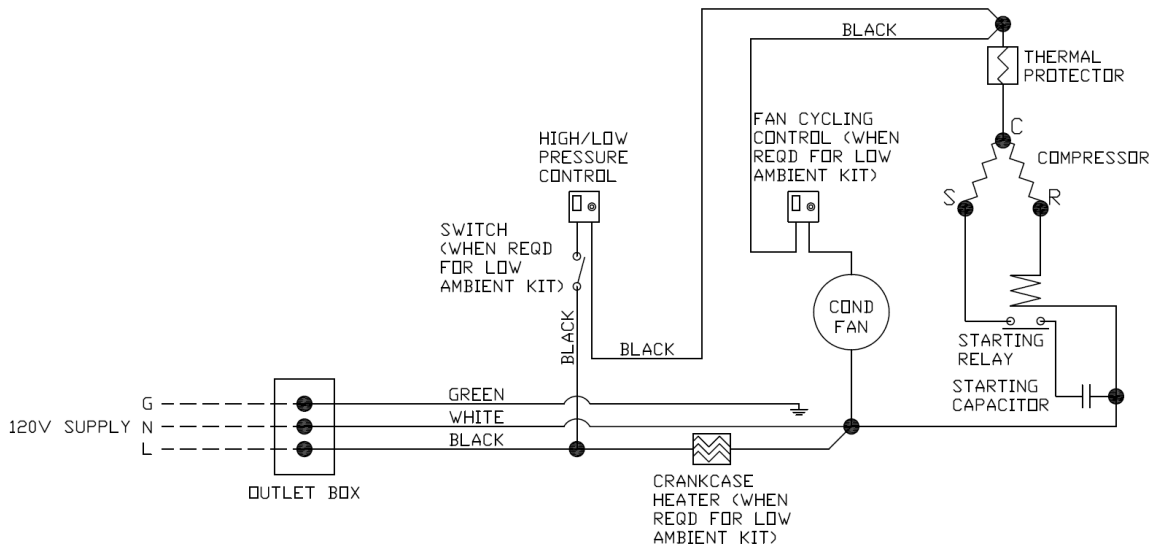 BLACK
THERMAL
PROTECTOR
FAN CYCLING
CONTROL (WHEN
REQD FOR LOW
AMBIENT KIT)
C
COMPRESSOR
HIGH/LOW
PRESSURE
CONTROL
S
R
SWITCH
(WHEN REQD
FOR LOW
AMBIENT KIT)
COND
FAN
BLACK
BLACK
STARTING
RELAY
STARTING
CAPACITOR
G
GREEN
120V SUPPLY N
WHITE
L
BLACK
OUTLET BOX
CRANKCASE
HEATER (WHEN
REQD FOR LOW
AMBIENT KIT)